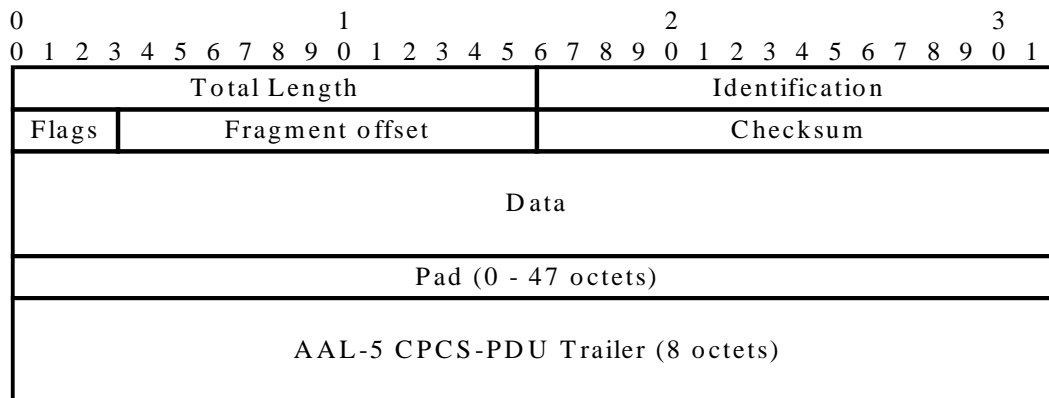 0 1 2 3
0 1 2 3 4 5 6 7 8 9 0 1 2 3 4 5 6 7 8 9 0 1 2 3 4 5 6 7 8 9 0 1
Total Length Identification
Flags Fragment offset Checksum
Data
Pad (0 - 47 octets)
AAL-5 CPCS-PDU Trailer (8 octets)